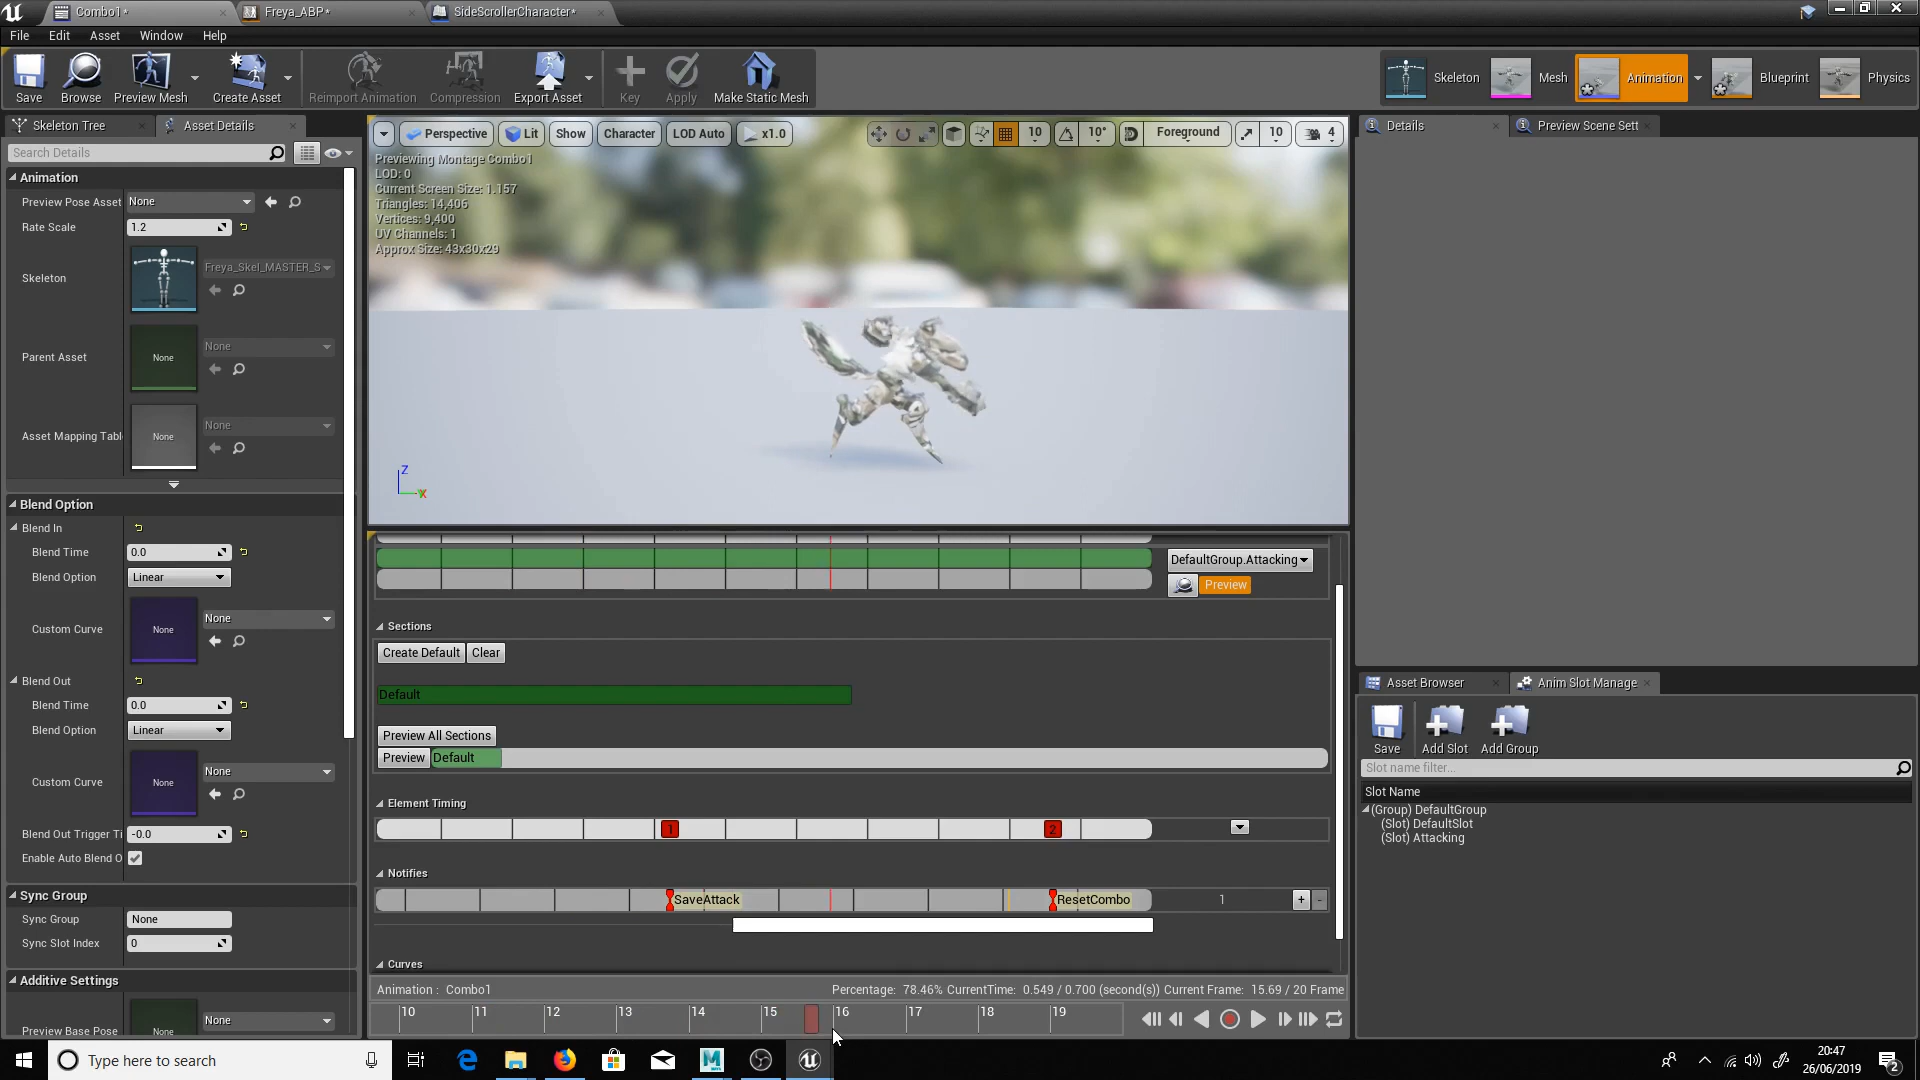 Combo1*
Freya_ABP*
SideScrollerCharacter*
File Edit Asset Window Help
Save
Browse
Preview Mesh
Create Asset
Reimport Animation
Compression
Export Asset
Key
Apply
Make Static Mesh
Skeleton
Mesh
Animation
Blueprint
Physics
Skeleton Tree
Asset Details
Search Details
Animation
Preview Pose Asset None
Rate Scale 1.2
Skeleton
Freya_Skel_MASTER_S
Parent Asset
None
None
Asset Mapping Tabl
None
None
Blend Option
Blend In
Blend Time 0.0
Blend Option Linear
Custom Curve
None
None
Blend Out
Blend Time 0.0
Blend Option Linear
Custom Curve
None
None
Blend Out Trigger Ti -0.0
Enable Auto Blend O
Sync Group
Sync Group None
Sync Slot Index 0
Additive Settings
Preview Base Pose
None
None
Perspective Lit Show Character LOD Auto x1.0
10 10° Foreground 10 4
Previewing Montage Combo1
LOD: 0
Current Screen Size: 1.157
Triangles: 14,406
Vertices: 9,400
UV Channels: 1
Approx Size: 43x30x29
Z
X
DefaultGroup.Attacking
Preview
Sections
Create Default Clear
Default
Preview All Sections
Preview Default
Element Timing
1 2
Notifies
SaveAttack ResetCombo 1 + -
Curves
Animation : Combo1
Percentage: 78.46% CurrentTime: 0.549 / 0.700 (second(s)) Current Frame: 15.69 / 20 Frame
10 11 12 13 14 15 16 17 18 19
Details
Preview Scene Sett
Asset Browser
Anim Slot Manage
Save
Add Slot
Add Group
Slot name filter...
Slot Name
(Group) DefaultGroup
(Slot) DefaultSlot
(Slot) Attacking
Type here to search
20:47
26/06/2019
2